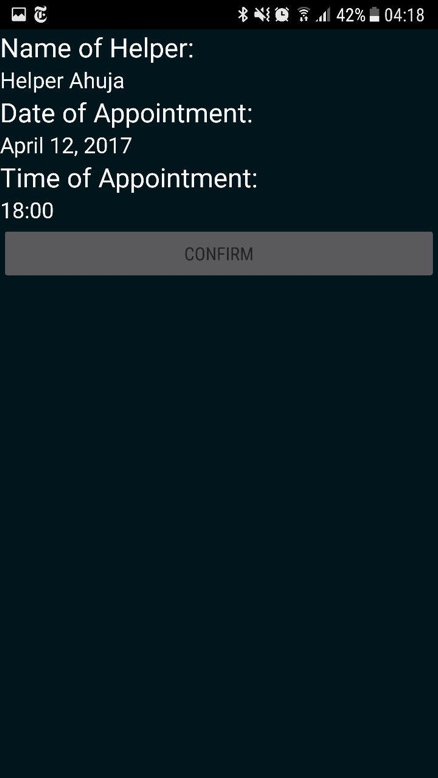 42% 04:18
Name of Helper:
Helper Ahuja
Date of Appointment:
April 12, 2017
Time of Appointment:
18:00
CONFIRM